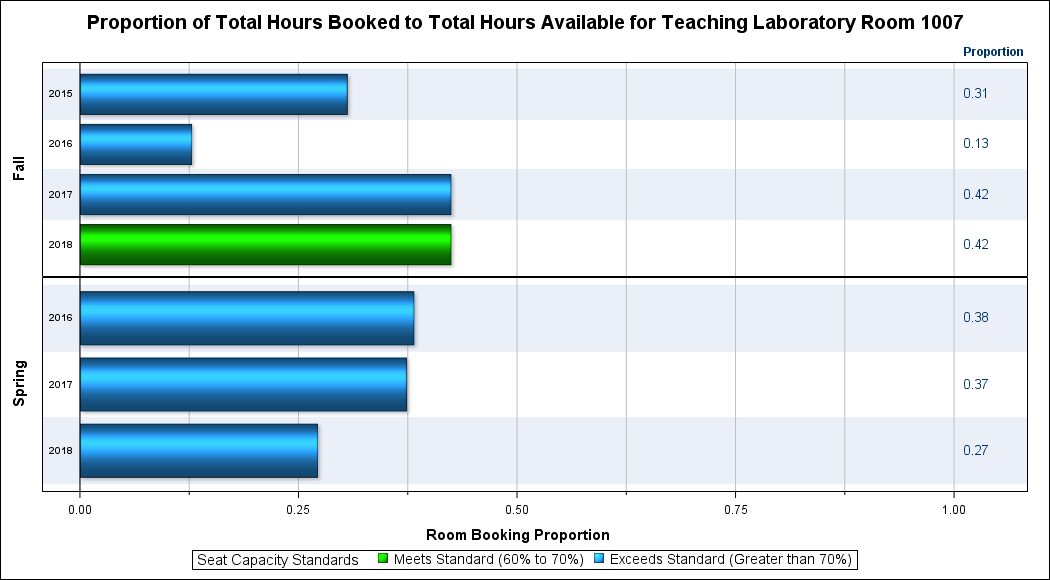 Proportion of Total Hours Booked to Total Hours Available for Teaching Laboratory Room 1007
Proportion
Fall
2015 0.31
2016 0.13
2017 0.42
2018 0.42
Spring
2016 0.38
2017 0.37
2018 0.27
0.00 0.25 0.50 0.75 1.00
Room Booking Proportion
Seat Capacity Standards Meets Standard (60% to 70%) Exceeds Standard (Greater than 70%)